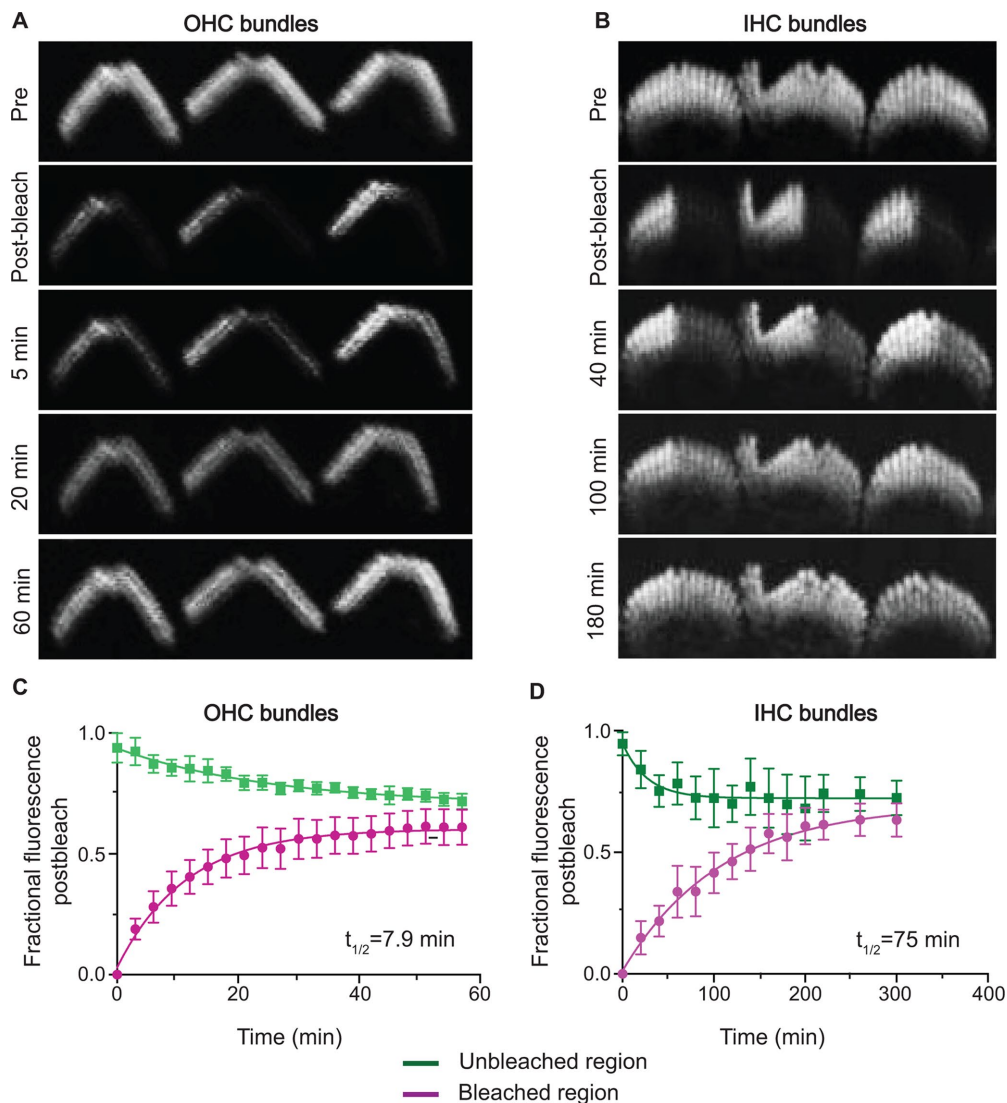 A
OHC bundles
Pre
Post-bleach
5 min
20 min
60 min
B
IHC bundles
Pre
Post-bleach
40 min
100 min
180 min
C
OHC bundles
Fractional fluorescence
postbleach
1.0
0.5
0.0
t1/2=7.9 min
0 20 40 60
Time (min)
D
IHC bundles
Fractional fluorescence
postbleach
1.0
0.5
0.0
t1/2=75 min
0 100 200 300 400
Time (min)
Unbleached region
Bleached region